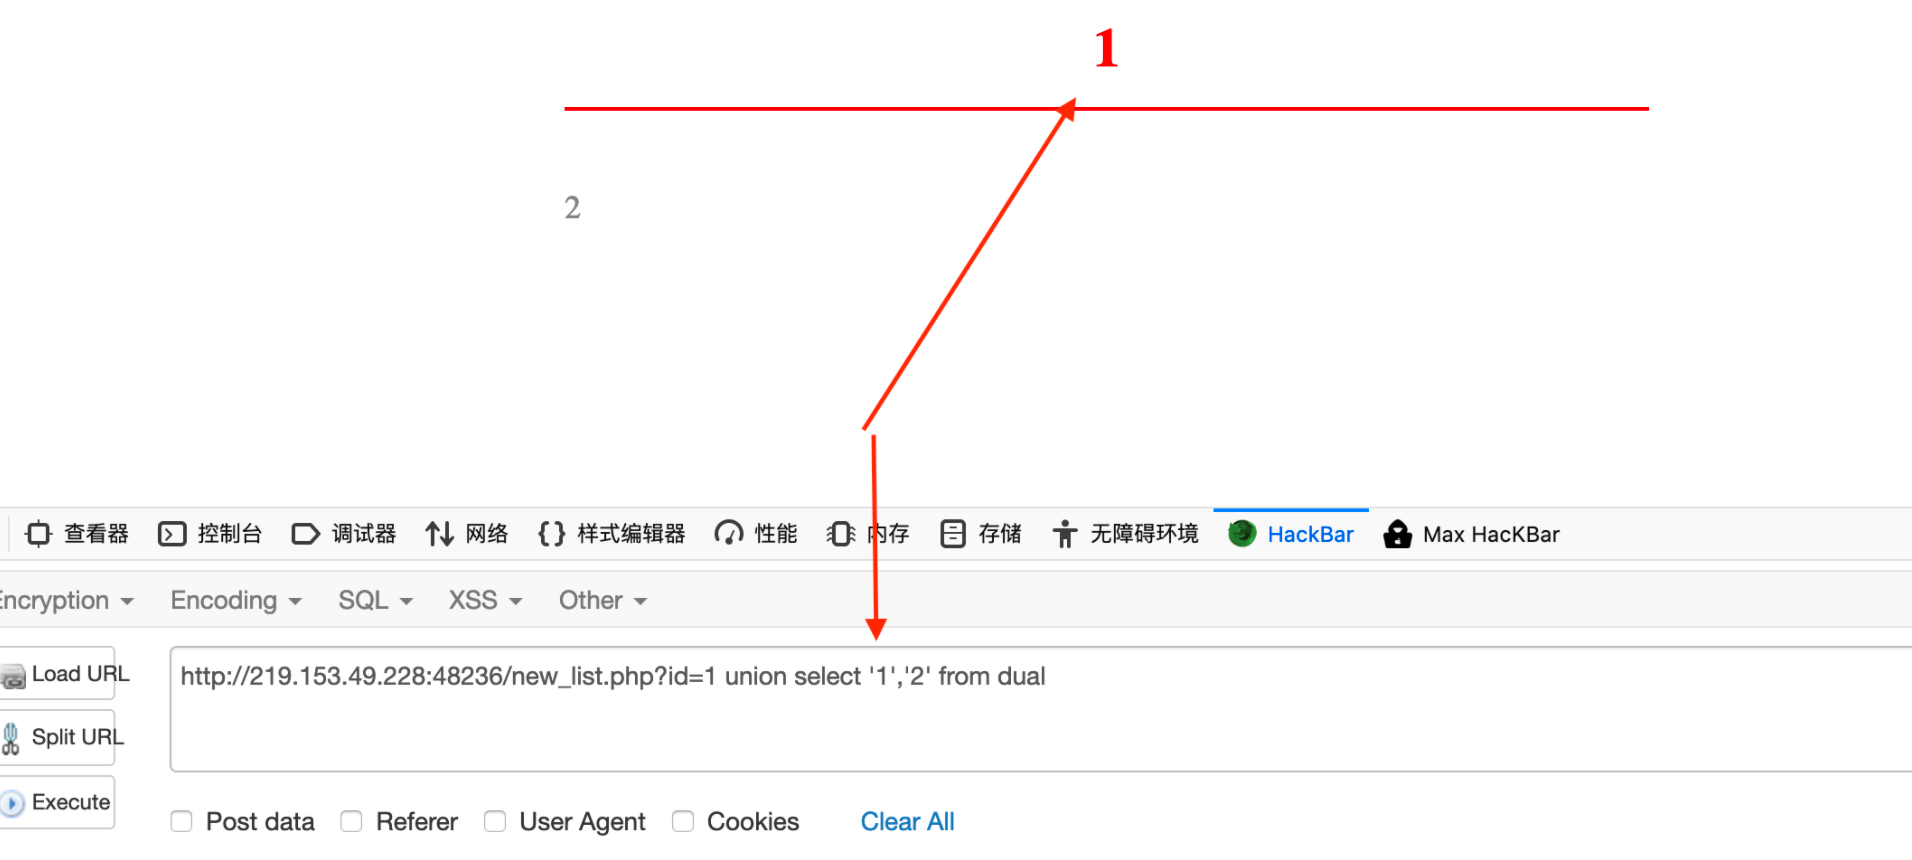 1
2
查看器 控制台 调试器 网络 样式编辑器 性能 内存 存储 无障碍环境 HackBar Max HacKBar
Encryption Encoding SQL XSS Other
Load URL http://219.153.49.228:48236/new_list.php?id=1 union select '1','2' from dual
Split URL
Execute
Post data Referer User Agent Cookies Clear All